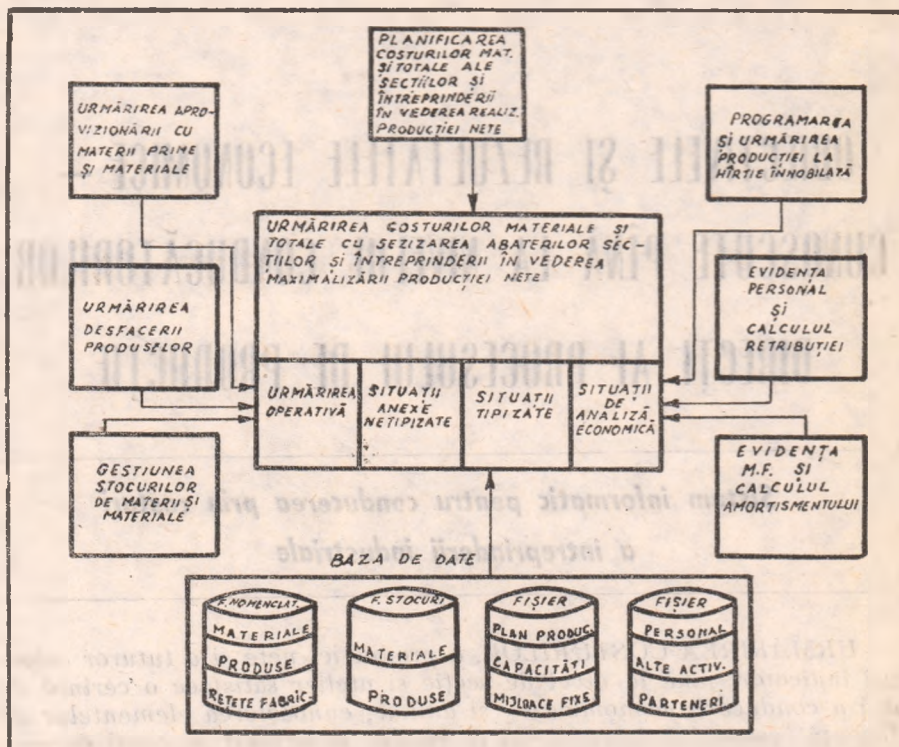 PLANIFICAREA
COSTURILOR MAT.
ȘI TOTALE ALE
SECȚIILOR ȘI
ÎNTREPRINDERII
ÎN VEDEREA REALIZ.
PRODUCȚIEI NETE
URMĂRIREA APRO-
VIZIONĂRII CU
MATERII PRIME
ȘI MATERIALE
PROGRAMAREA
ȘI URMĂRIREA
PRODUCȚIEI LA
HÎRTIE ÎNNOBILATĂ
URMĂRIREA COSTURILOR MATERIALE ȘI
TOTALE CU SEZIZAREA ABATERILOR SEC-
ȚIILOR ȘI ÎNTREPRINDERII ÎN VEDEREA
MAXIMALIZĂRII PRODUCȚIEI NETE
URMĂRIREA
DESFACERII
PRODUSELOR
EVIDENȚA
PERSONAL
ȘI
CALCULUL
RETRIBUȚIEI
URMĂRIREA
OPERATIVĂ
SITUAȚII
ANEXE
NETIPIZATE
SITUAȚII
TIPIZATE
SITUAȚII
DE
ANALIZĂ
ECONOMICĂ
GESTIUNEA
STOCURILOR
DE MATERII ȘI
MATERIALE
EVIDENȚA
M.F. ȘI
CALCULUL
AMORTISMENTULUI
BAZA DE DATE
F. NOMENCLAT.
MATERIALE
PRODUSE
REȚETE FABRIC.
F. STOCURI
MATERIALE
PRODUSE
FIȘIER
PLAN PRODUC.
CAPACITĂȚI
MIJLOACE FIXE
FIȘIER
PERSONAL
ALTE ACTIV.
PARTENERI